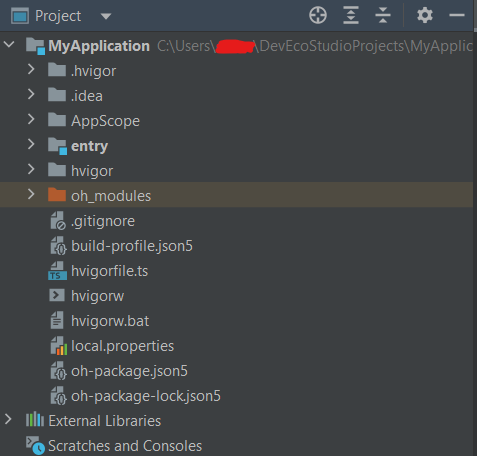 Project
MyApplication C:\Users\ \DevEcoStudioProjects\MyApplic
.hvigor
.idea
AppScope
entry
hvigor
oh_modules
.gitignore
build-profile.json5
hvigorfile.ts
hvigorw
hvigorw.bat
local.properties
oh-package.json5
oh-package-lock.json5
External Libraries
Scratches and Consoles